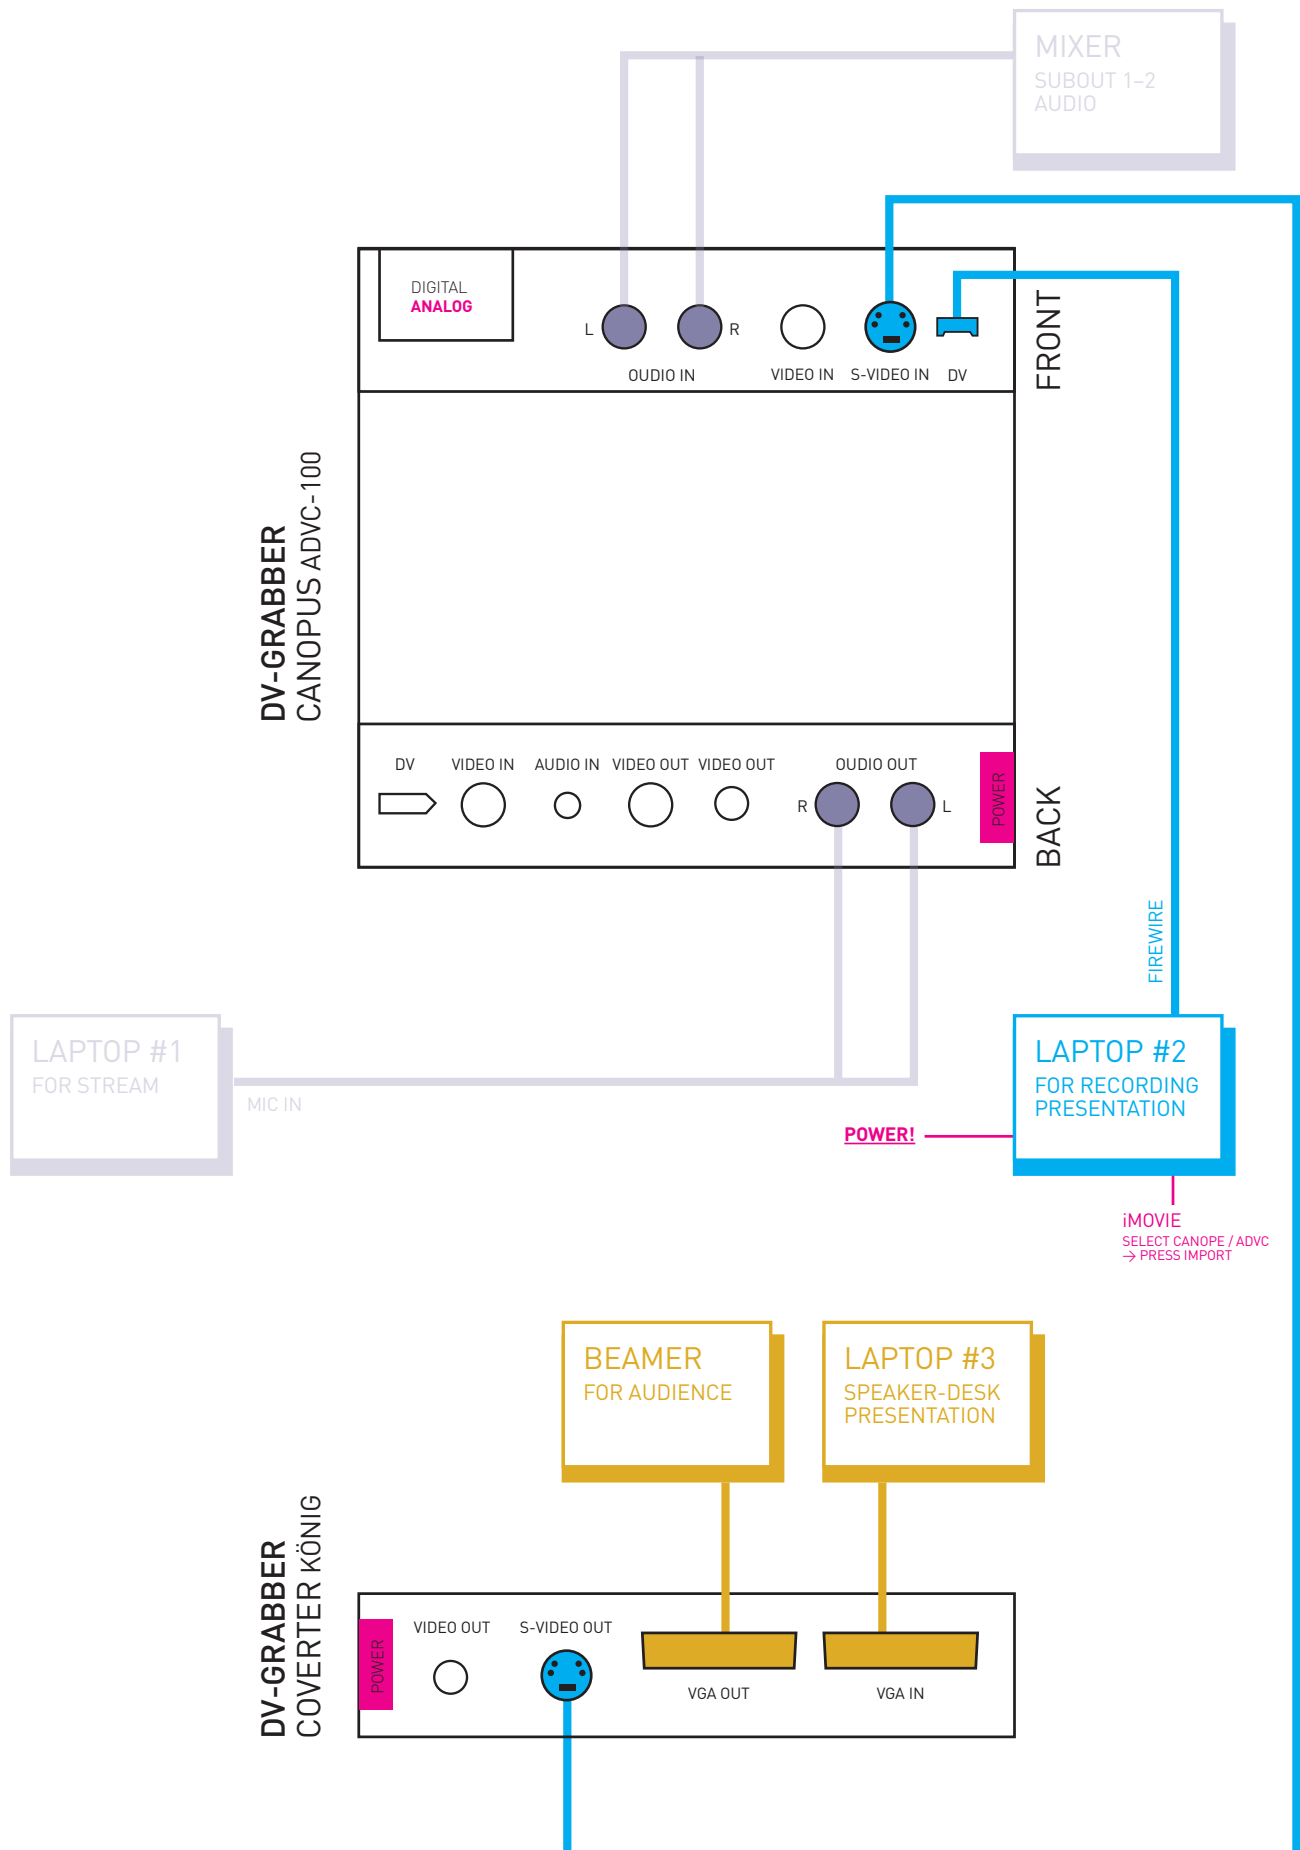 MIXER
SUBOUT 1–2
AUDIO
DIGITAL
ANALOG
L
R
OUDIO IN
VIDEO IN
S-VIDEO IN
DV
FRONT
DV-GRABBER
CANOPUS ADVC-100
DV
VIDEO IN
AUDIO IN
VIDEO OUT
VIDEO OUT
OUDIO OUT
R
L
POWER
BACK
FIREWIRE
LAPTOP #1
FOR STREAM
MIC IN
LAPTOP #2
FOR RECORDING
PRESENTATION
POWER!
iMOVIE
SELECT CANOPE / ADVC
→ PRESS IMPORT
BEAMER
FOR AUDIENCE
LAPTOP #3
SPEAKER-DESK
PRESENTATION
DV-GRABBER
COVERTER KÖNIG
POWER
VIDEO OUT
S-VIDEO OUT
VGA OUT
VGA IN